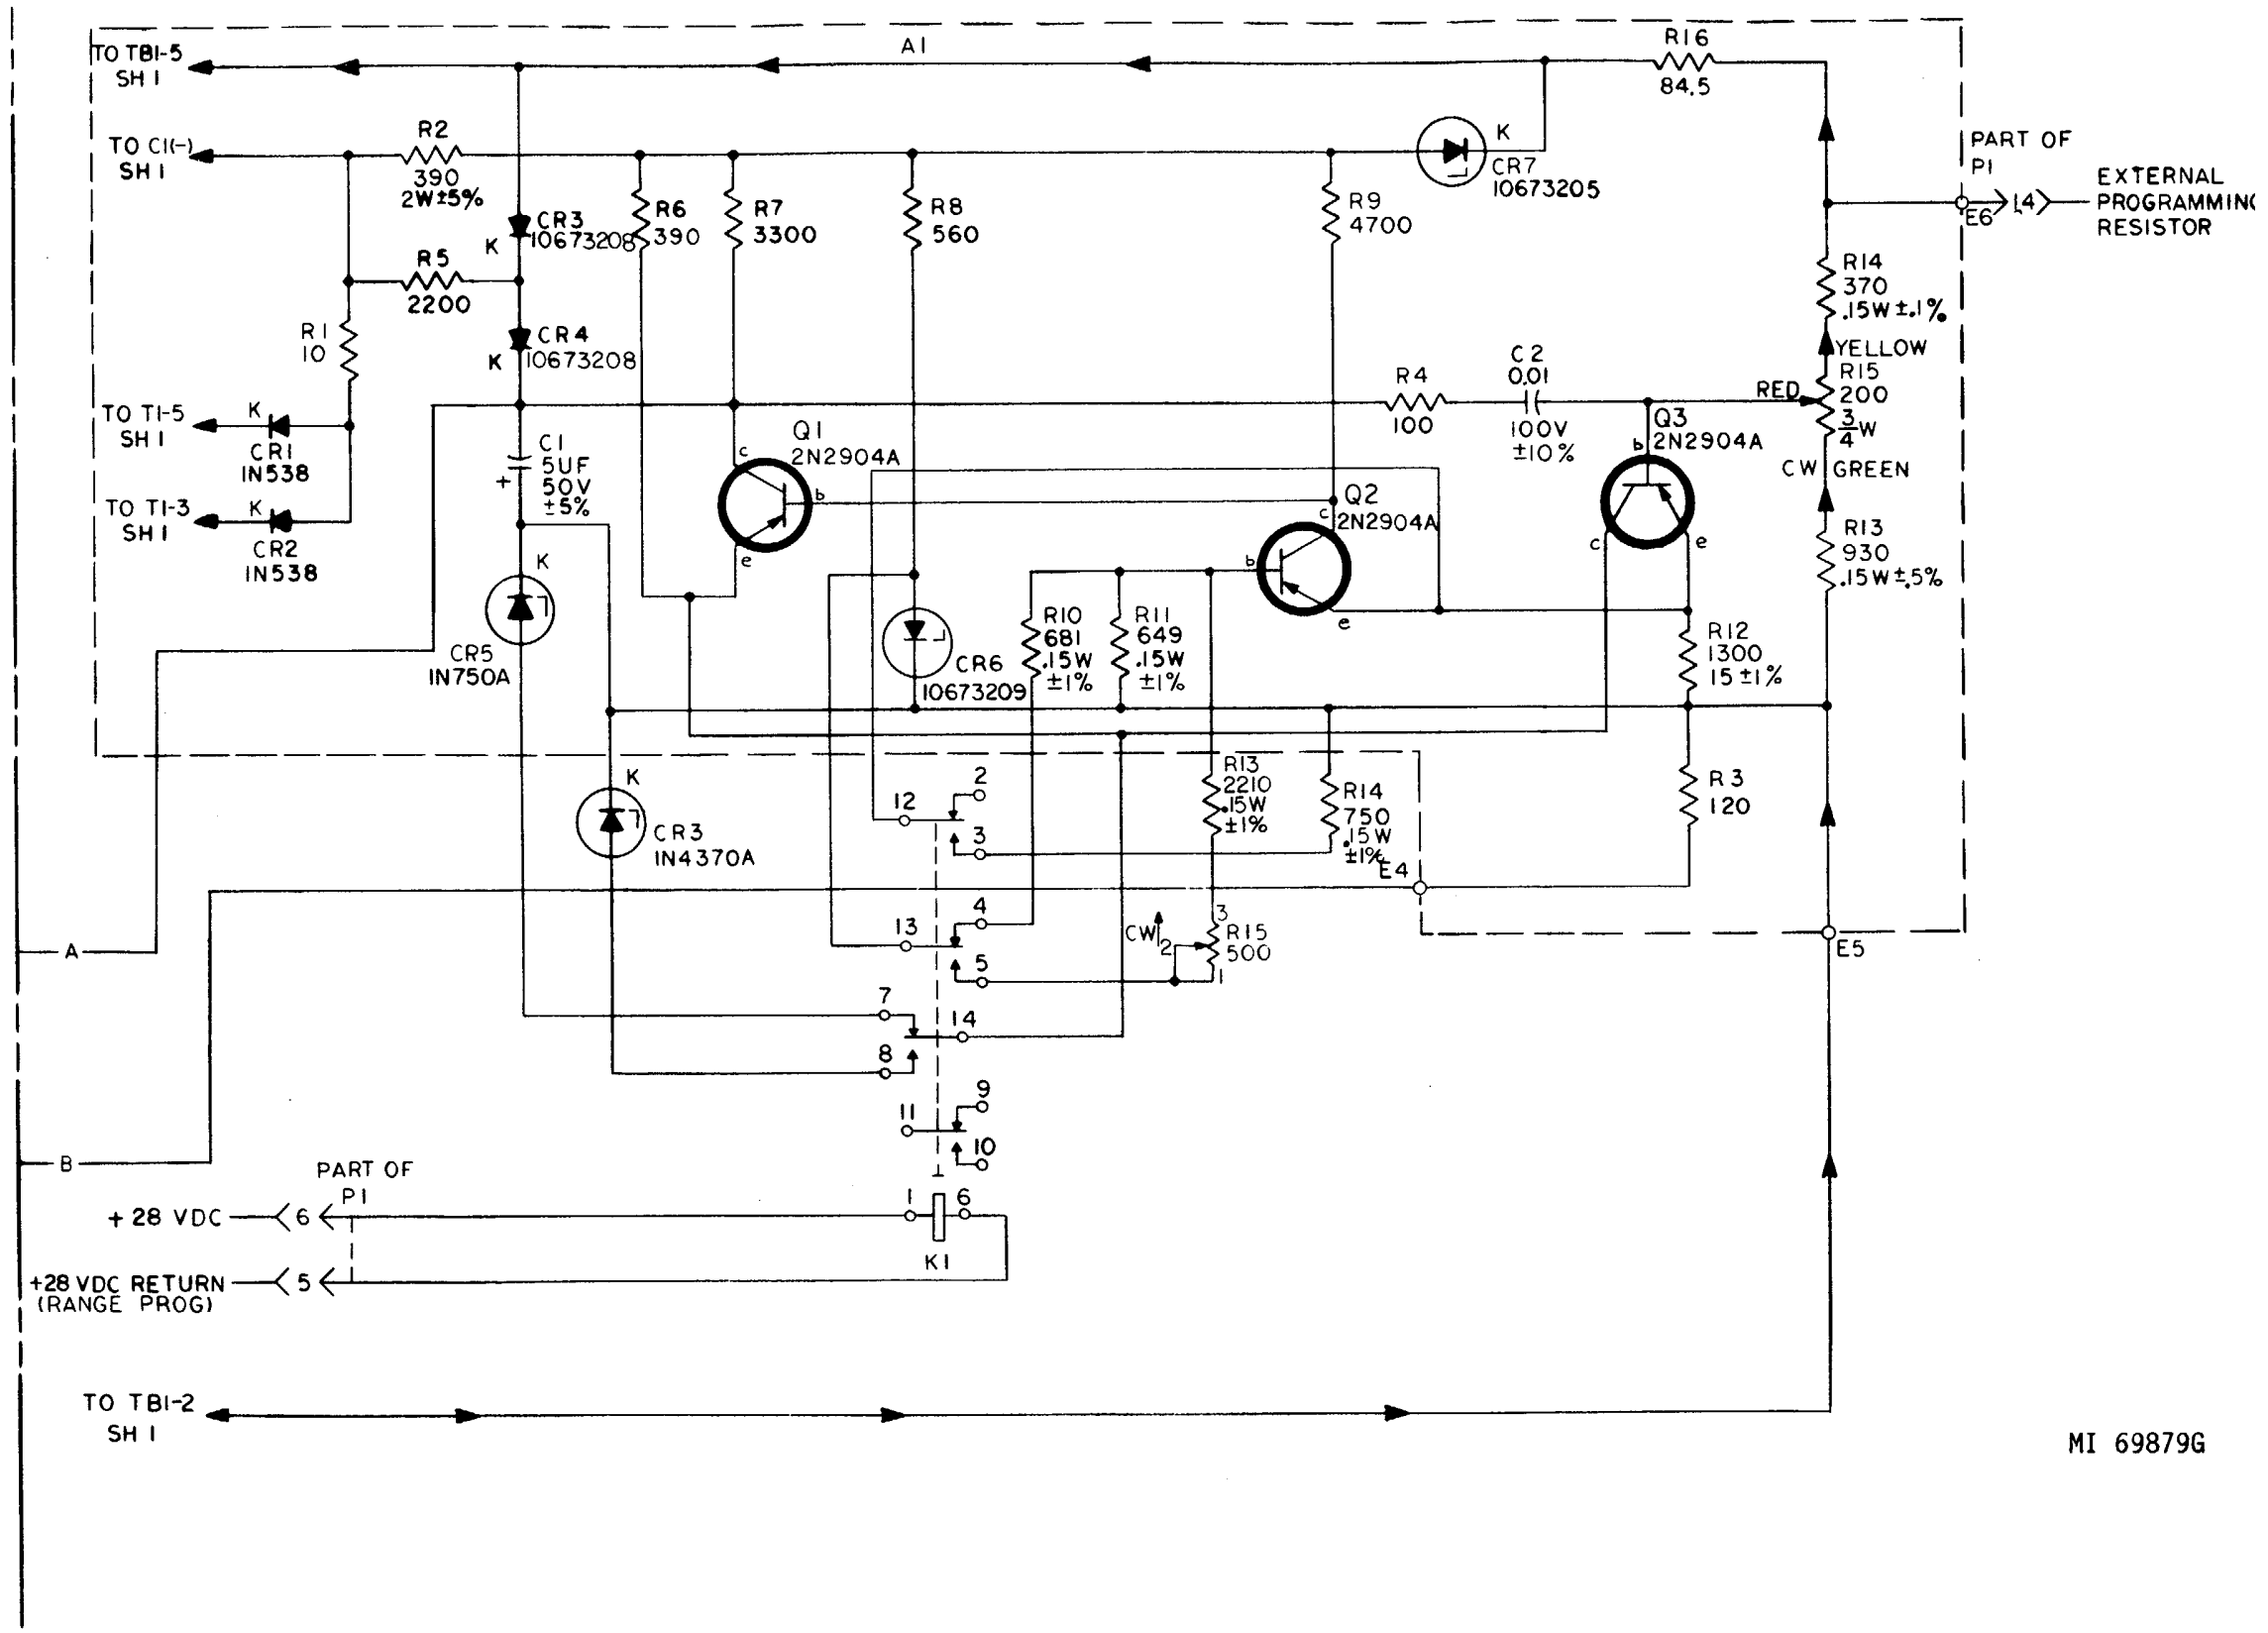 TO TB1-5
SH 1
A1
R16
84.5
TO C1(-)
SH 1
R2
390
2W±5%
K
CR7
10673205
PART OF
P1
E6
14
EXTERNAL
PROGRAMMING
RESISTOR
CR3
10673208
K
R6
390
R7
3300
R8
560
R9
4700
R5
2200
R14
370
.15W±.1%
R1
10
CR4
K
10673208
YELLOW
R15
200
3/4W
RED
CW
GREEN
R4
100
C2
0.01
100V
±10%
Q3
2N2904A
b
c
e
TO T1-5
SH 1
K
CR1
1N538
C1
5UF
50V
±5%
+
Q1
2N2904A
c
b
e
TO T1-3
SH 1
K
CR2
1N538
Q2
2N2904A
c
b
e
R13
930
.15W±.5%
K
CR5
1N750A
CR6
10673209
R10
681
.15W
±1%
R11
649
.15W
±1%
R12
1300
15±1%
K
CR3
1N4370A
12
2
3
R13
2210
.15W
±1%
R14
750
.15W
±1%
R3
120
E4
A
13
4
5
CW
3
2
1
R15
500
E5
7
14
8
9
11
10
B
PART OF
P1
+28 VDC
6
1
6
K1
+28 VDC RETURN
(RANGE PROG)
5
TO TB1-2
SH 1
MI 69879G